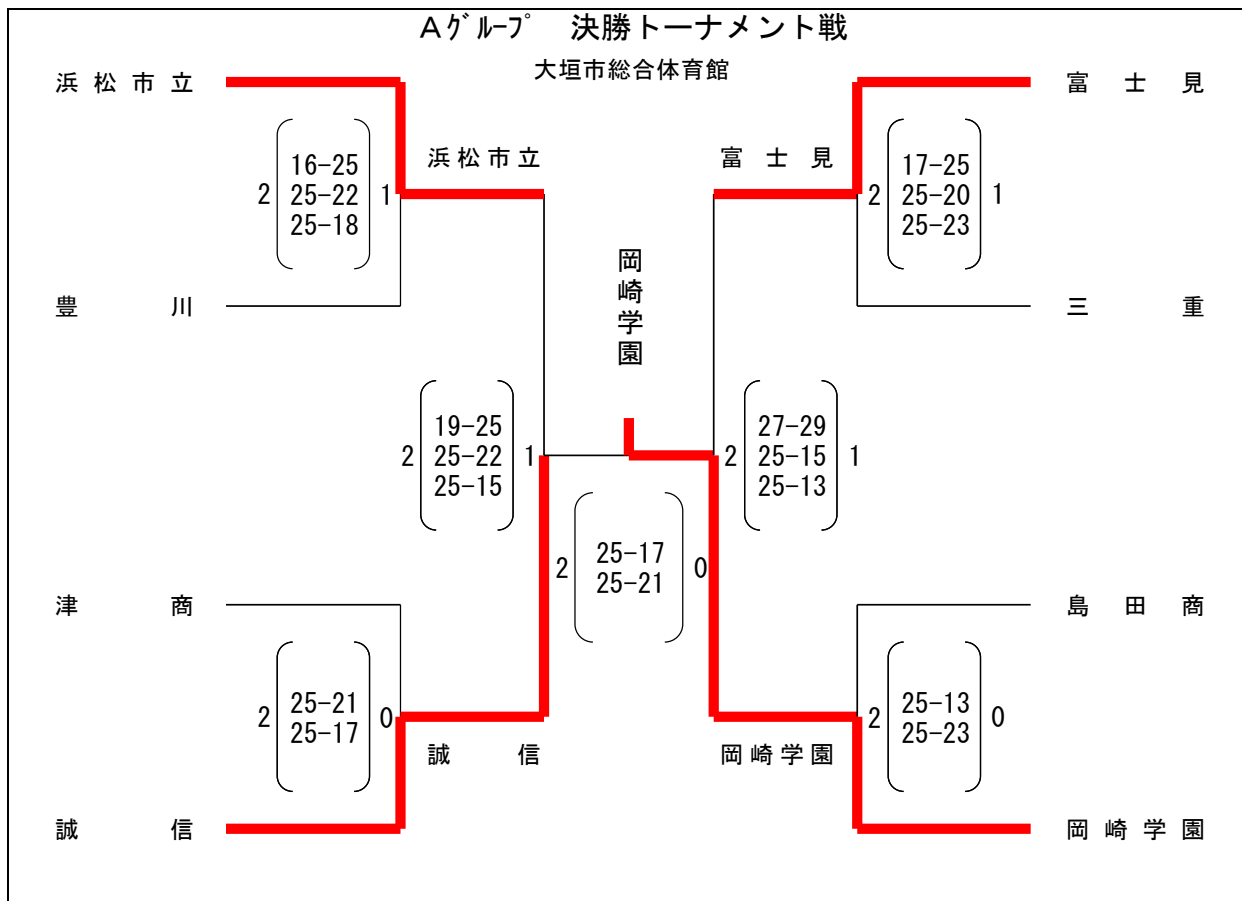 Aグループ 決勝トーナメント戦
大垣市総合体育館
浜松市立
富士見
浜松市立
富士見
2
16-25
25-22
25-18
1
2
17-25
25-20
25-23
1
豊川
三重
岡崎学園
2
19-25
25-22
25-15
1
2
27-29
25-15
25-13
1
2
25-17
25-21
0
津商
島田商
2
25-21
25-17
0
2
25-13
25-23
0
誠信
岡崎学園
誠信
岡崎学園